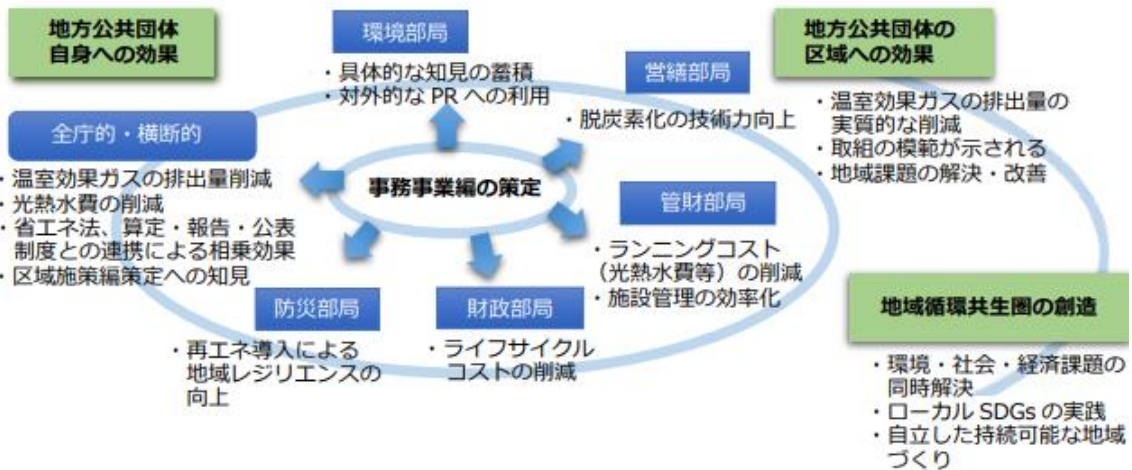 地方公共団体
自身への効果
環境部局
・具体的な知見の蓄積
・対外的な PR への利用
営繕部局
・脱炭素化の技術力向上
地方公共団体の
区域への効果
・温室効果ガスの排出量の
実質的な削減
・取組の模範が示される
・地域課題の解決・改善
全庁的・横断的
・温室効果ガスの排出量削減
・光熱水費の削減
・省エネ法、算定・報告・公表
制度との連携による相乗効果
・区域施策編策定への知見
事務事業編の策定
管財部局
・ランニングコスト
（光熱水費等）の削減
・施設管理の効率化
防災部局
・再エネ導入による
地域レジリエンスの
向上
財政部局
・ライフサイクル
コストの削減
地域循環共生圏の創造
・環境・社会・経済課題の
同時解決
・ローカル SDGs の実践
・自立した持続可能な地域
づくり